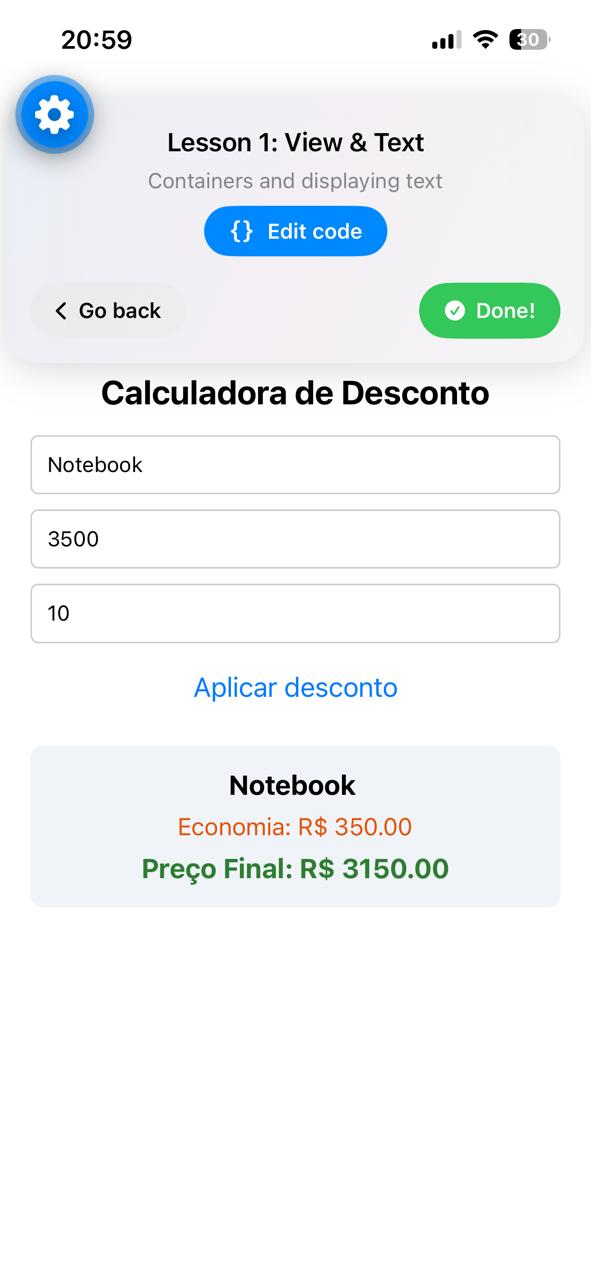 20:59
30
Lesson 1: View & Text
Containers and displaying text
{} Edit code
Go back
Done!
Calculadora de Desconto
Notebook
3500
10
Aplicar desconto
Notebook
Economia: R$ 350.00
Preço Final: R$ 3150.00